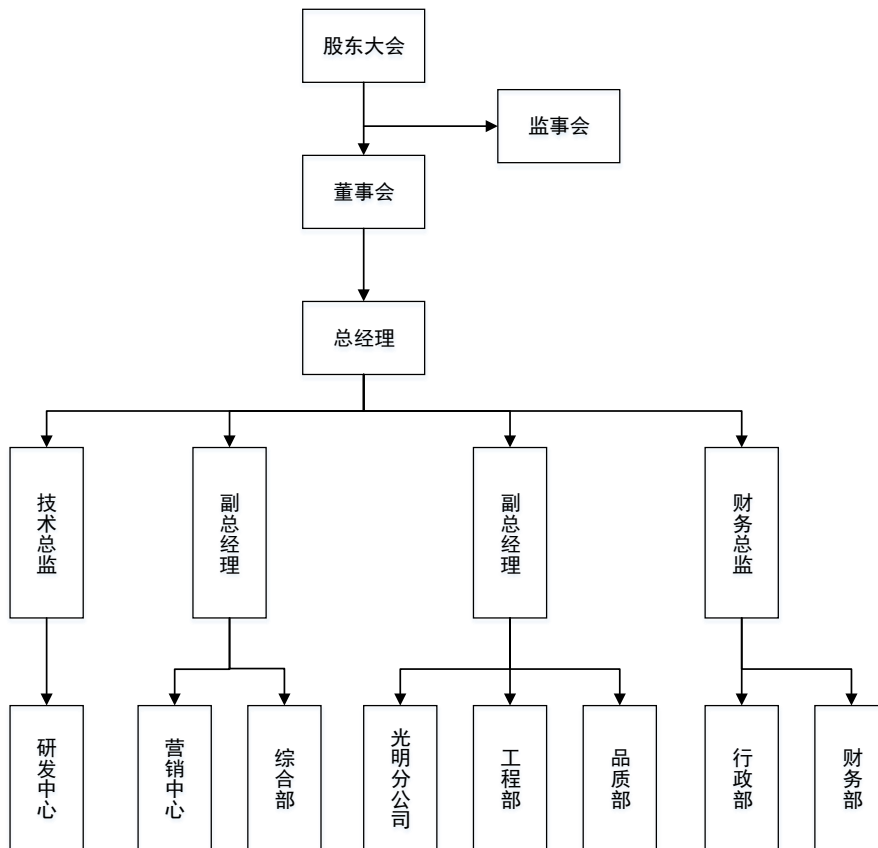 股东大会
监事会
董事会
总经理
技术总监
副总经理
副总经理
财务总监
研发中心
营销中心
综合部
光明分公司
工程部
品质部
行政部
财务部